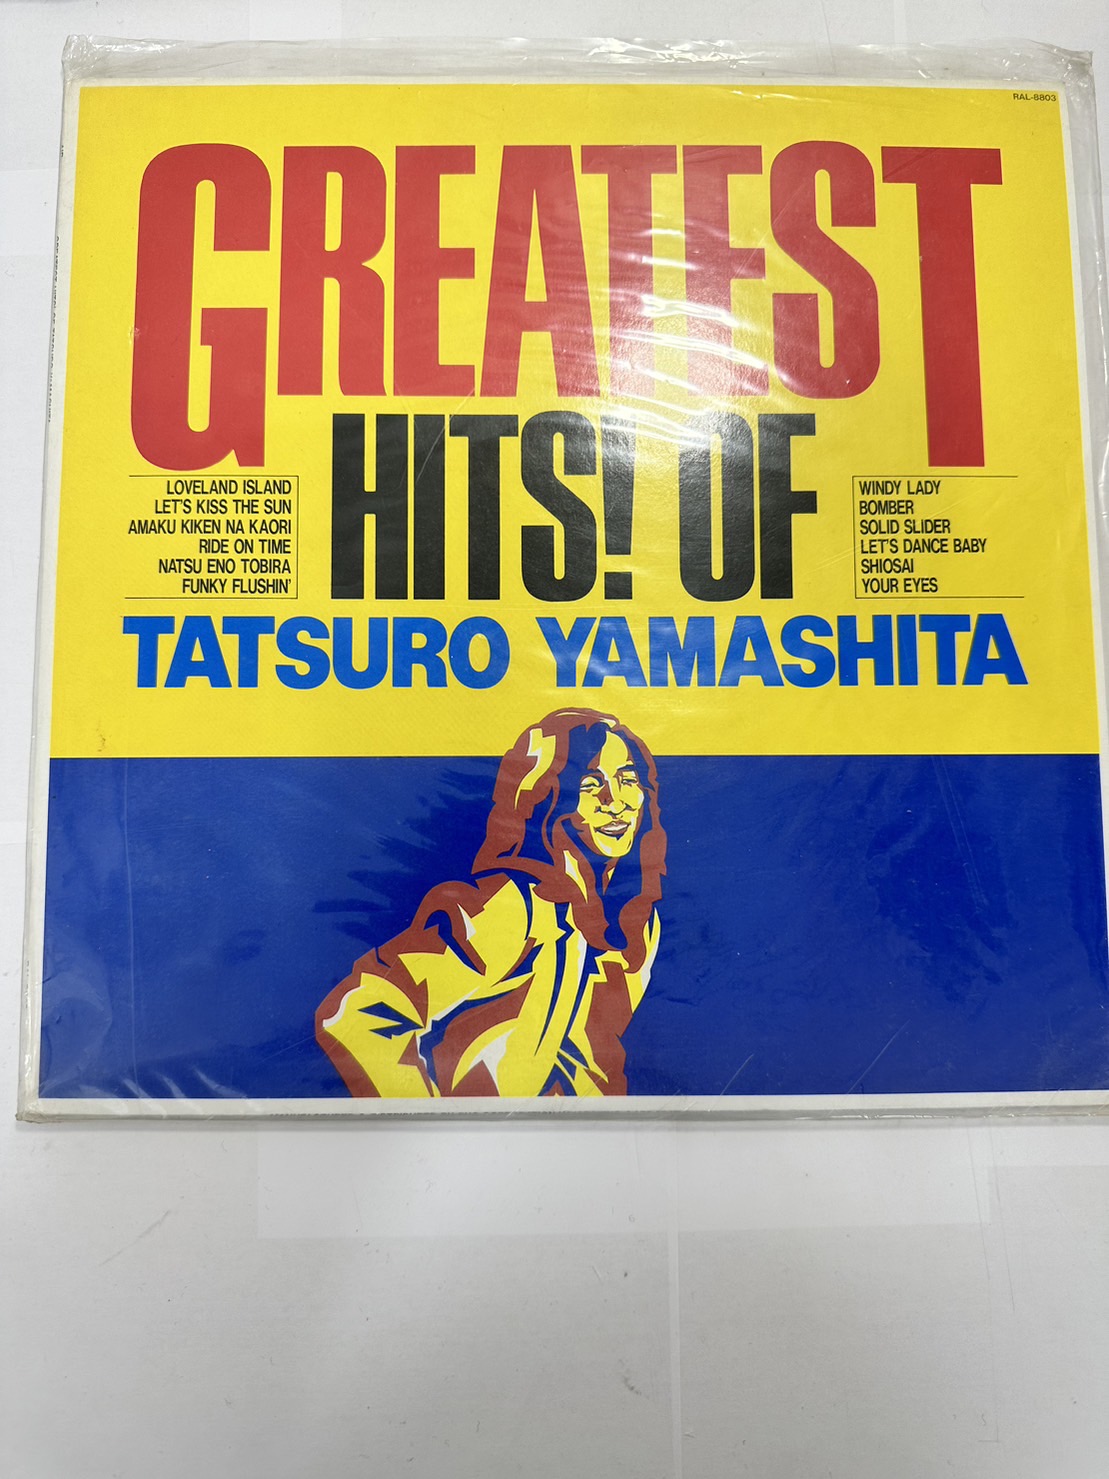 RAL-8803
GREATEST
HITS! OF
LOVELAND ISLAND
LET'S KISS THE SUN
AMAKU KIKEN NA KAORI
RIDE ON TIME
NATSU ENO TOBIRA
FUNKY FLUSHIN'
WINDY LADY
BOMBER
SOLID SLIDER
LET'S DANCE BABY
SHIOSAI
YOUR EYES
TATSURO YAMASHITA